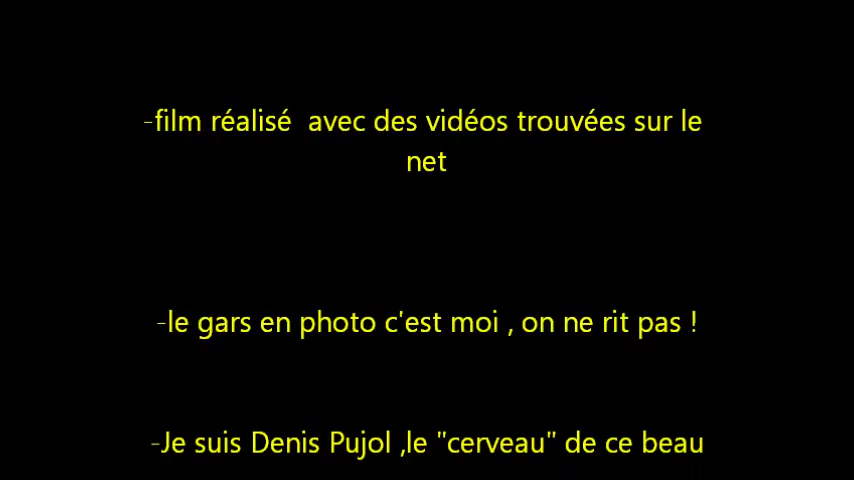 -film réalisé  avec des vidéos trouvées sur le
net
-le gars en photo c'est moi , on ne rit pas !
-Je suis Denis Pujol ,le "cerveau" de ce beau